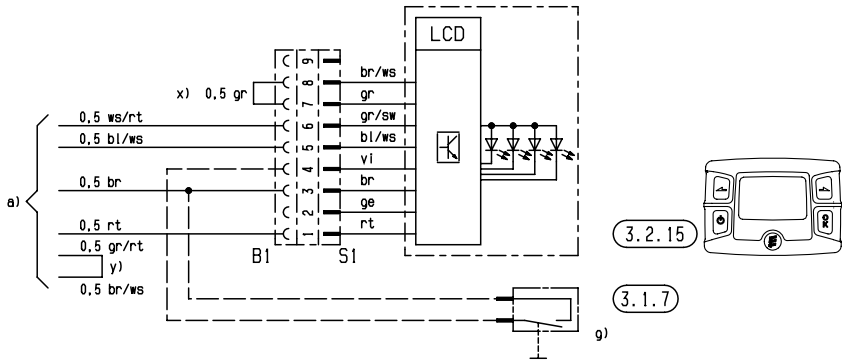 LCD
9
8
7
6
5
4
3
2
1
br/ws
gr
gr/sw
bl/ws
vi
br
ge
rt
x) 0,5 gr
0,5 ws/rt
0,5 bl/ws
0,5 br
a)
0,5 rt
0,5 gr/rt
y)
0,5 br/ws
B1 S1
3.2.15
OK
3.1.7
g)